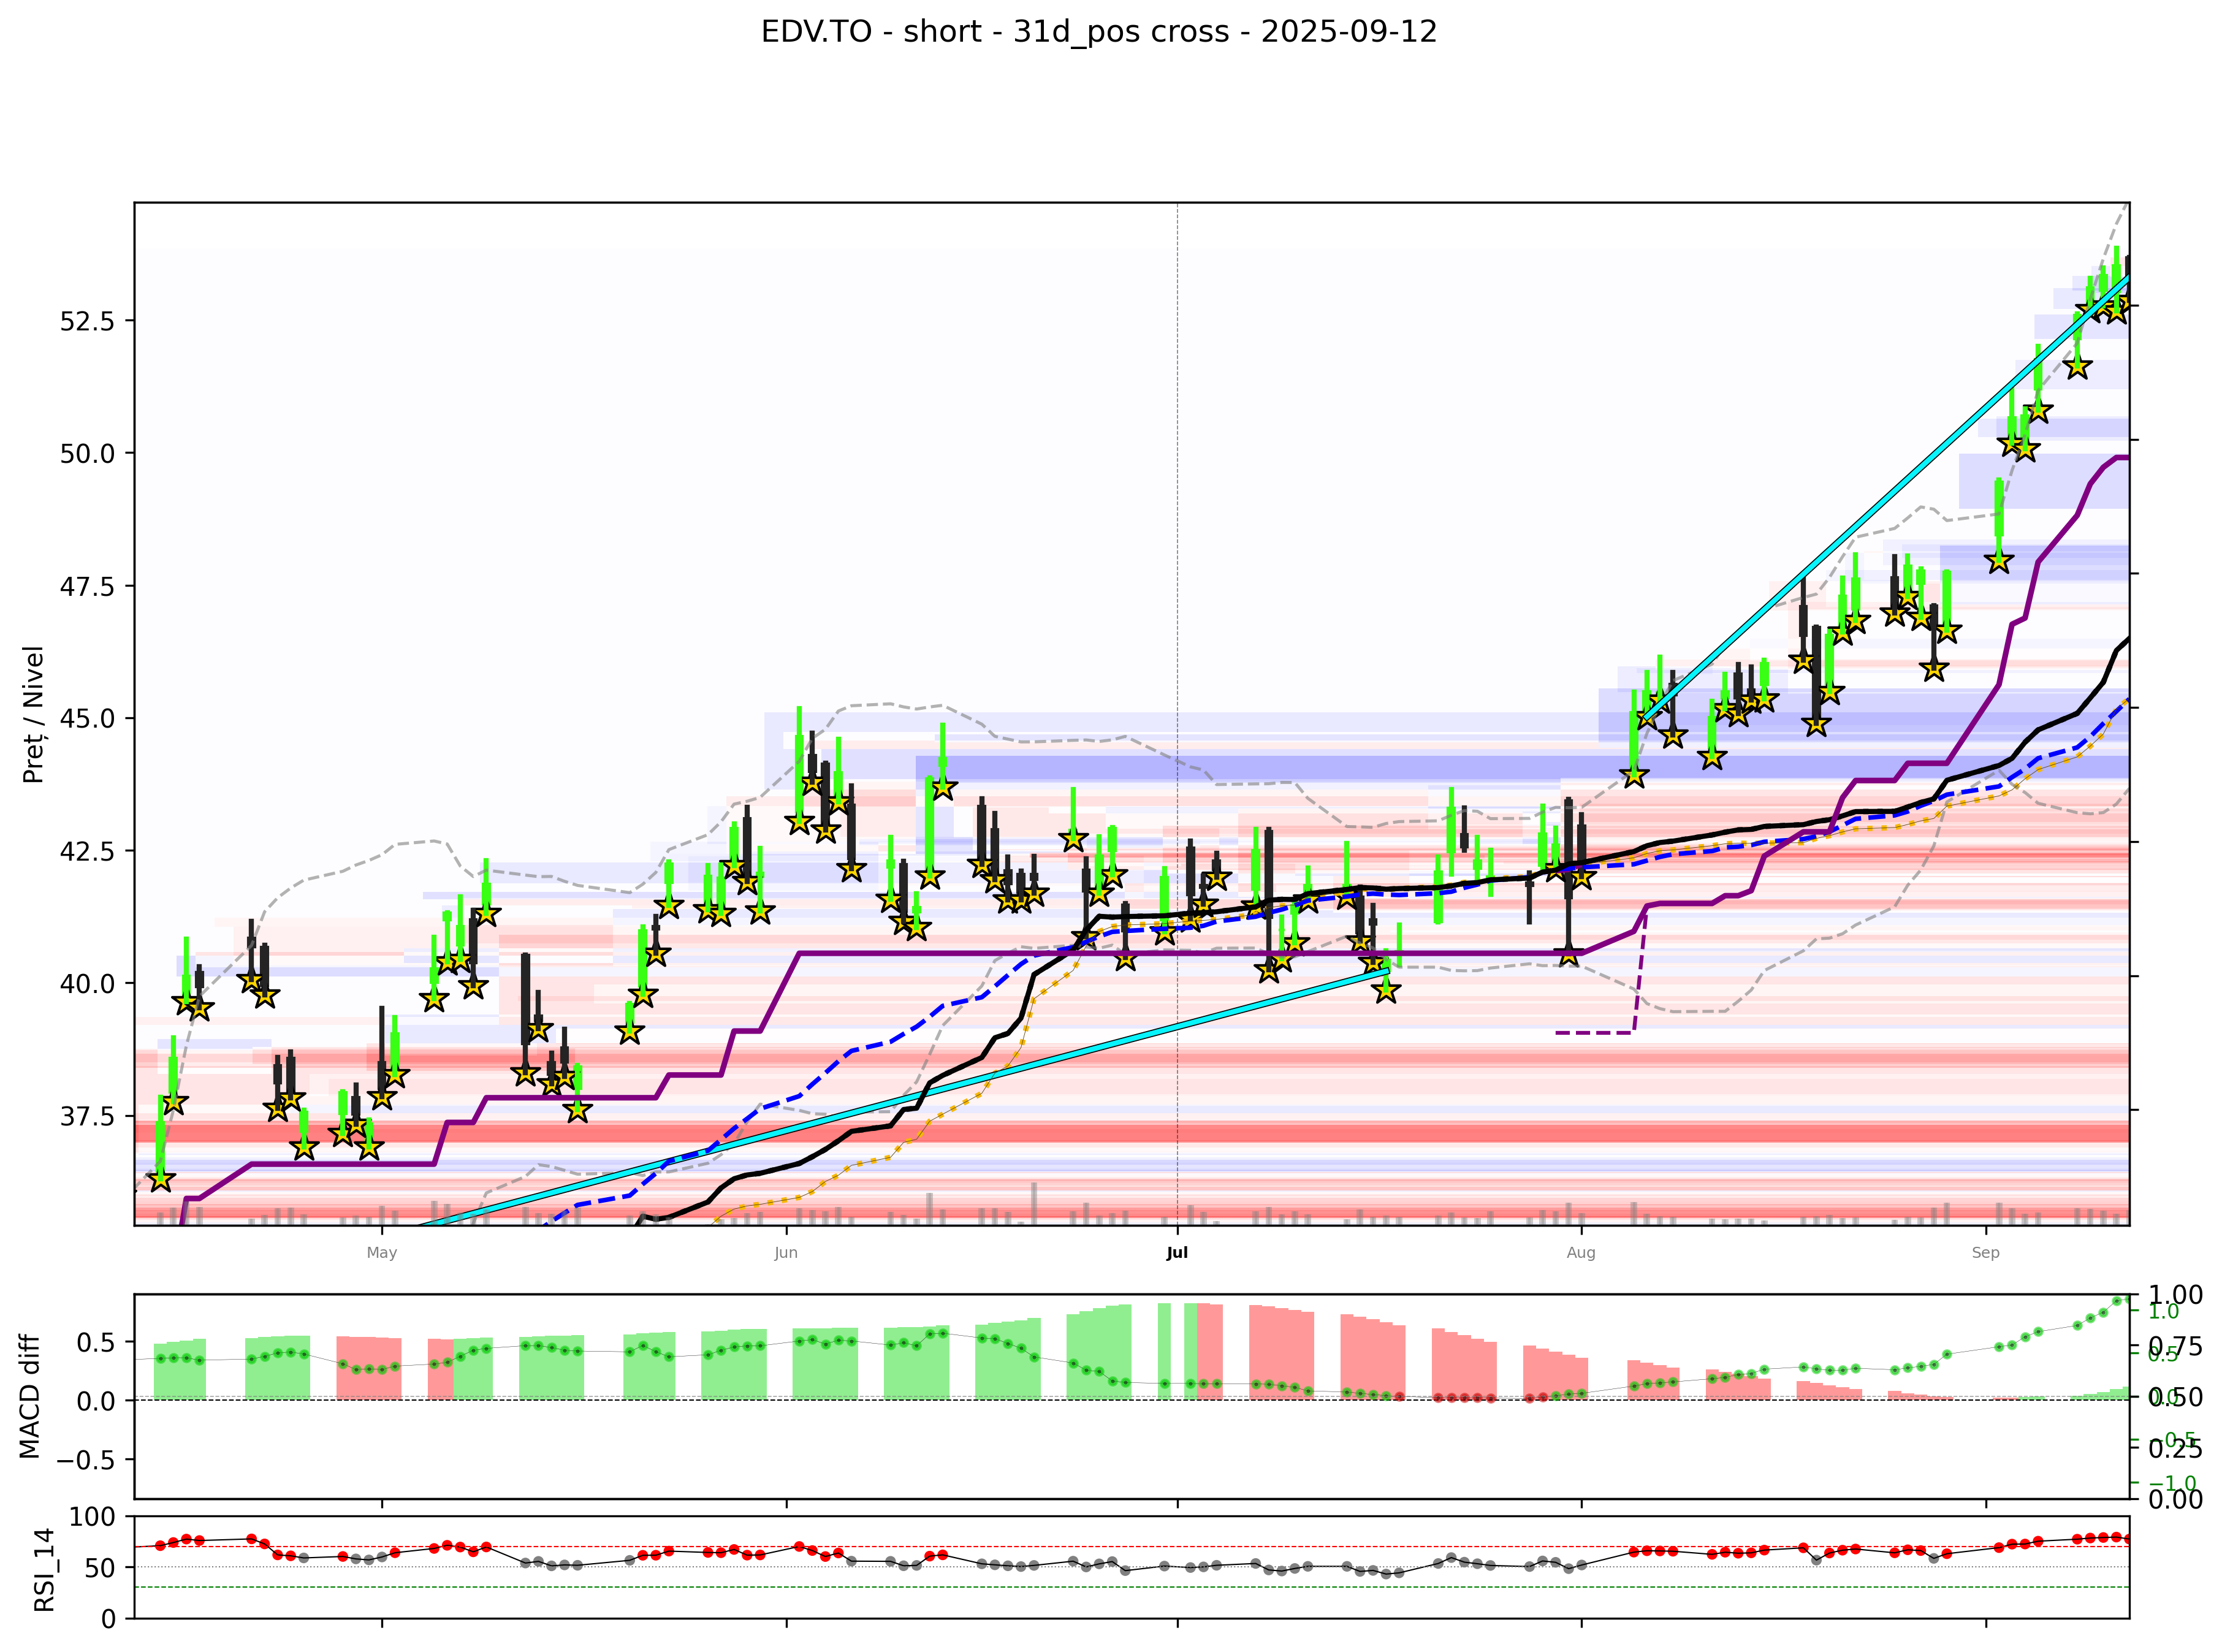 EDV.TO - short - 31d_pos cross - 2025-09-12
Preț / Nivel
52.5
50.0
47.5
45.0
42.5
40.0
37.5
May
Jun
Jul
Aug
Sep
MACD diff
0.5
0.0
−0.5
1.00
0.75
0.50
0.25
0.00
1.0
0.5
0.0
−0.5
−1.0
RSI_14
100
50
0